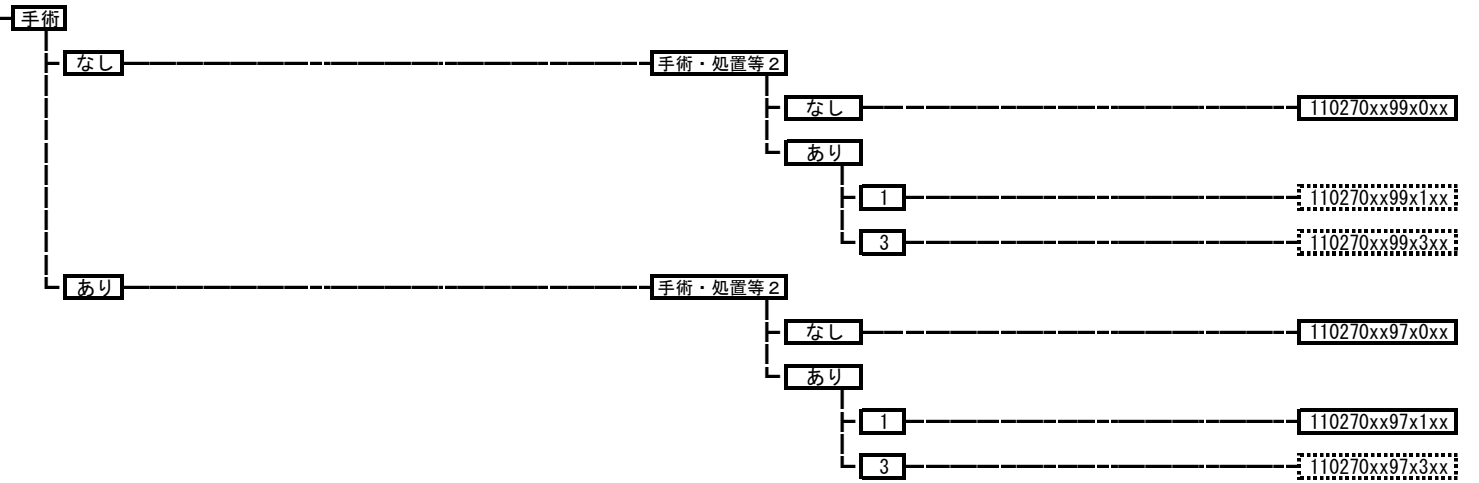 手術
なし 手術・処置等２
なし 110270xx99x0xx
あり
1 110270xx99x1xx
3 110270xx99x3xx
あり 手術・処置等２
なし 110270xx97x0xx
あり
1 110270xx97x1xx
3 110270xx97x3xx